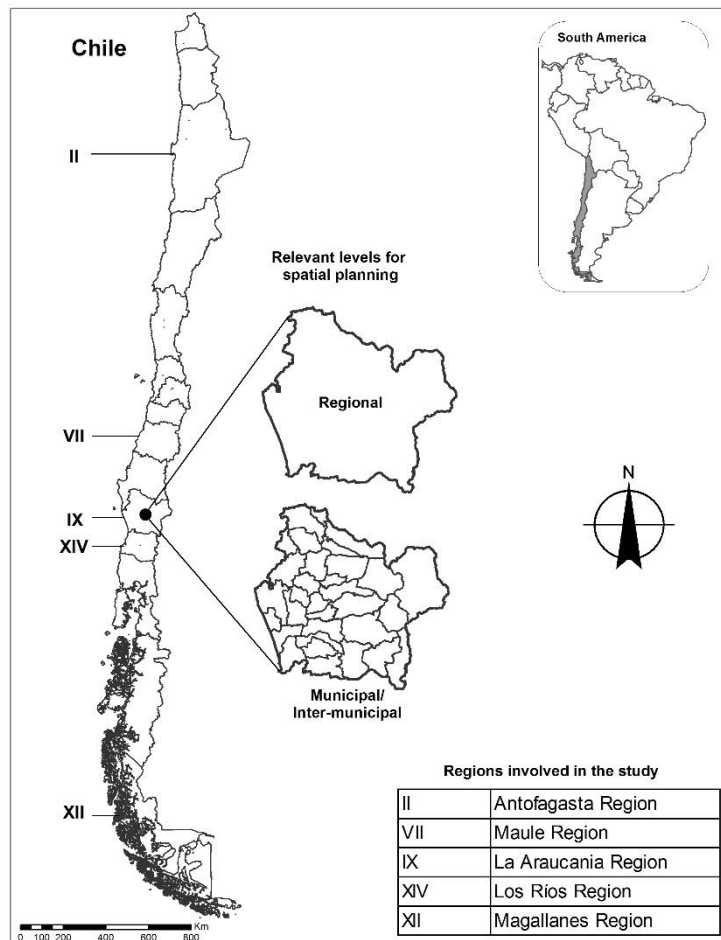 Chile
South America
II
Relevant levels for
spatial planning
Regional
VII
N
IX
XIV
Municipal/
Inter-municipal
XII
Regions involved in the study
II Antofagasta Region
VII Maule Region
IX La Araucania Region
XIV Los Ríos Region
XII Magallanes Region
Km
0 100 200 400 600 800